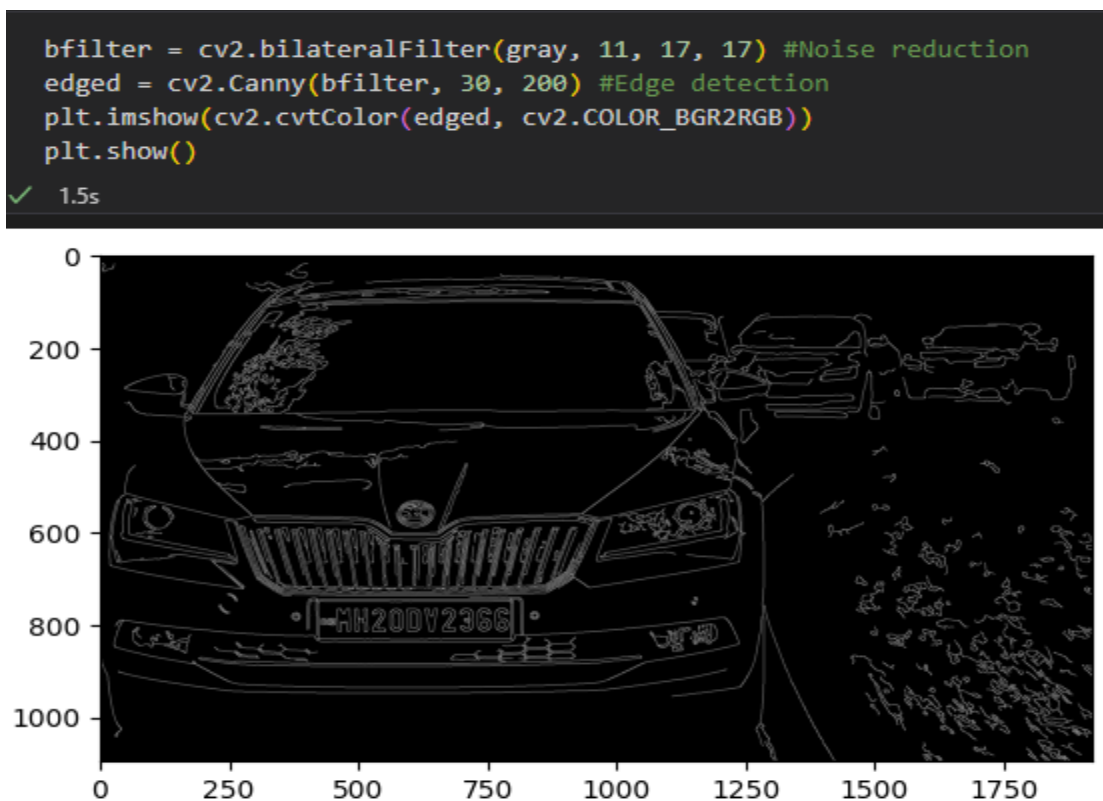 bfilter = cv2.bilateralFilter(gray, 11, 17, 17) #Noise reduction
edged = cv2.Canny(bfilter, 30, 200) #Edge detection
plt.imshow(cv2.cvtColor(edged, cv2.COLOR_BGR2RGB))
plt.show()
1.5s
0
200
400
600
MH20DV2366
800
1000
0 250 500 750 1000 1250 1500 1750